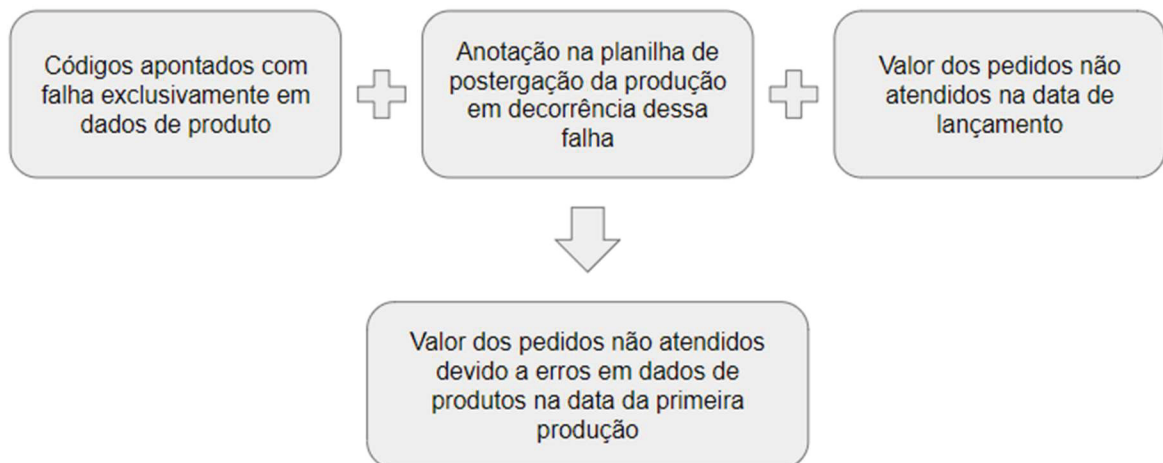 Códigos apontados com
falha exclusivamente em
dados de produto
Anotação na planilha de
postergação da produção
em decorrência dessa
falha
Valor dos pedidos não
atendidos na data de
lançamento
Valor dos pedidos não atendidos
devido a erros em dados de
produtos na data da primeira
produção